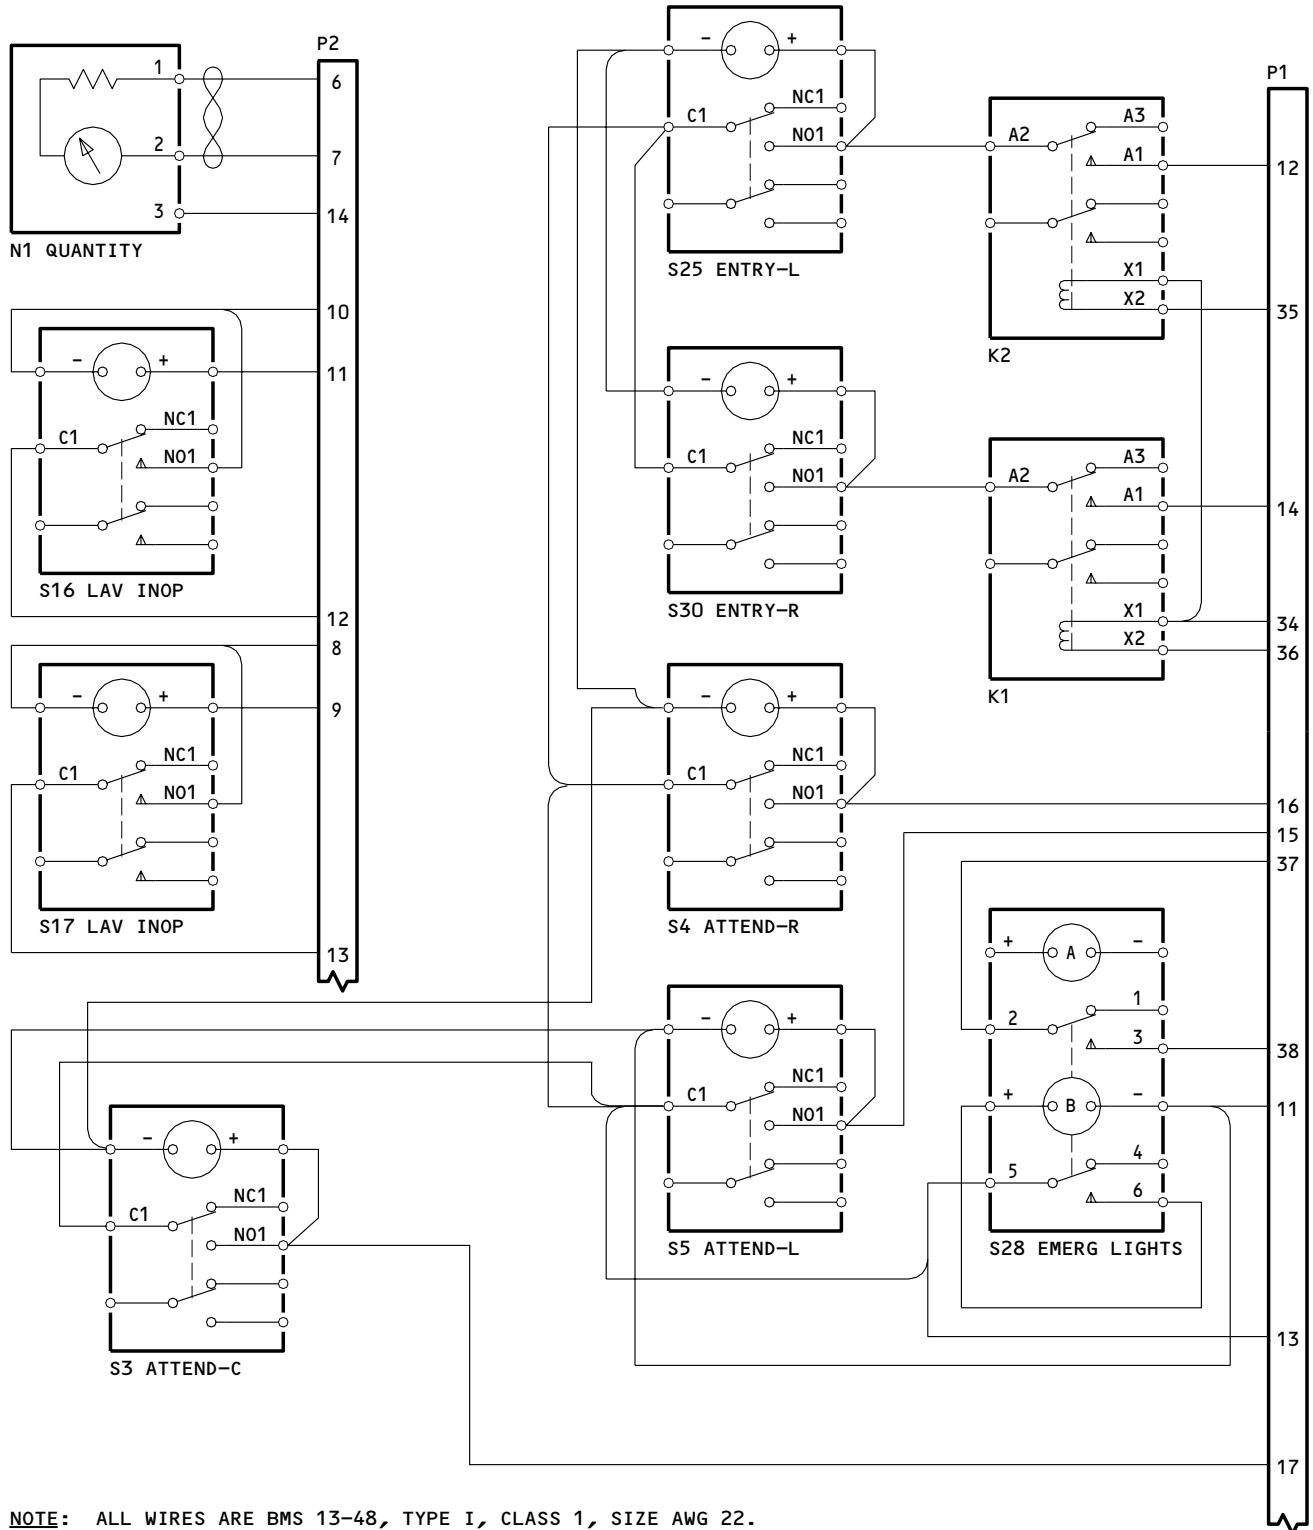 P2
1
6
2
7
3
14
N1 QUANTITY
10
- +
11
NC1
C1
NO1
S16 LAV INOP
12
8
- +
9
NC1
C1
NO1
S17 LAV INOP
13
- +
NC1
C1
NO1
S3 ATTEND-C
- +
NC1
C1
NO1
S25 ENTRY-L
- +
NC1
C1
NO1
S30 ENTRY-R
- +
NC1
C1
NO1
S4 ATTEND-R
- +
NC1
C1
NO1
S5 ATTEND-L
A3
A2
A1
X1
X2
K2
A3
A2
A1
X1
X2
K1
+ A -
1
2
3
+ B -
4
5
6
S28 EMERG LIGHTS
P1
12
35
14
34
36
16
15
37
38
11
13
17
NOTE: ALL WIRES ARE BMS 13-48, TYPE I, CLASS 1, SIZE AWG 22.